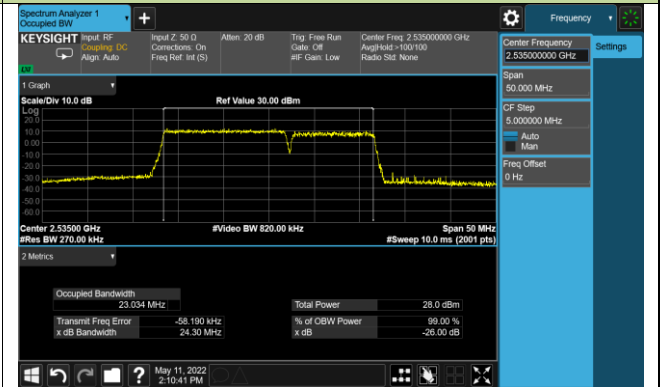 Spectrum Analyzer 1
Occupied BW
+
Frequency
KEYSIGHT
Input: RF
Coupling: DC
Align: Auto
Input Z: 50 Ω
Corrections: On
Freq Ref: Int (S)
Atten: 20 dB
Trig: Free Run
Gate: Off
#IF Gain: Low
Center Freq: 2.535000000 GHz
Avg|Hold:>100/100
Radio Std: None
Center Frequency
2.535000000 GHz
Settings
Span
50.000 MHz
CF Step
5.000000 MHz
Auto
Man
Freq Offset
0 Hz
1 Graph
Scale/Div 10.0 dB
Ref Value 30.00 dBm
Log
20.0
10.0
0.00
-10.0
-20.0
-30.0
-40.0
-50.0
-60.0
Center 2.53500 GHz
#Video BW 820.00 kHz
Span 50 MHz
#Res BW 270.00 kHz
#Sweep 10.0 ms (2001 pts)
2 Metrics
Occupied Bandwidth
23.034 MHz
Total Power 28.0 dBm
Transmit Freq Error -58.190 kHz
% of OBW Power 99.00 %
x dB Bandwidth 24.30 MHz
x dB -26.00 dB
?
May 11, 2022
2:10:41 PM